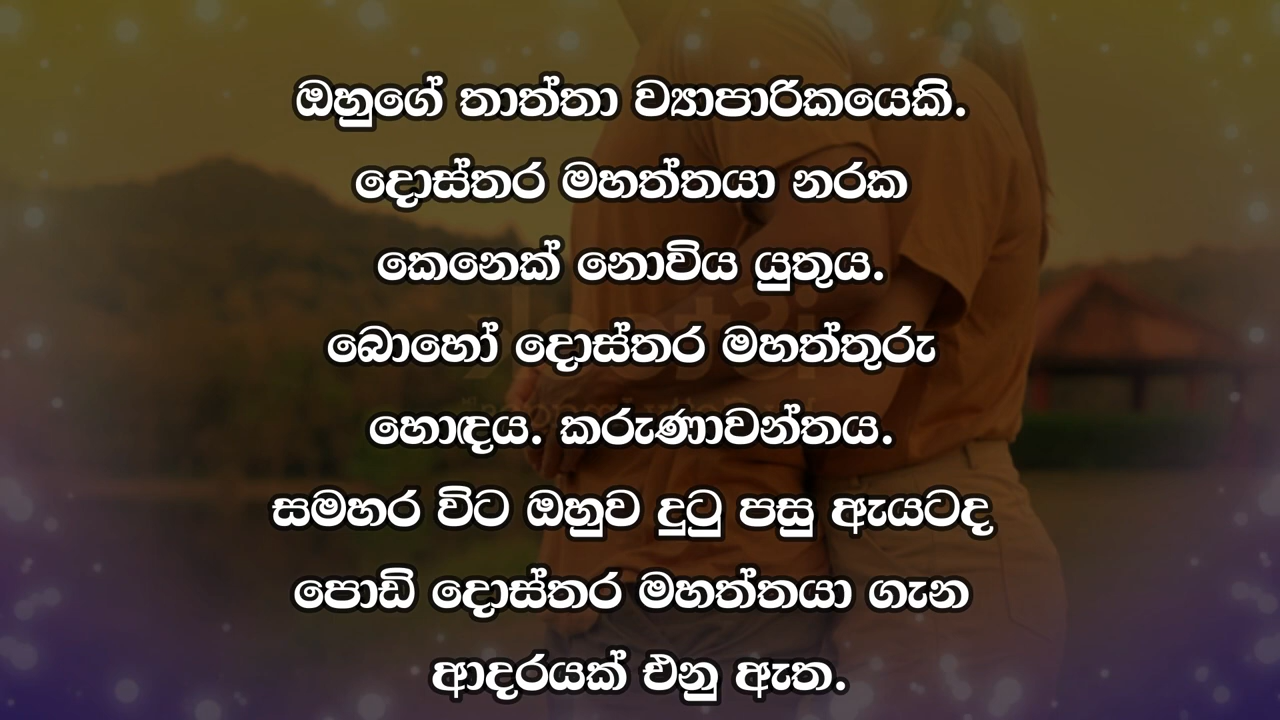 ඔහුගේ තාත්තා ව්‍යාපාරිකයෙකි.
දොස්තර මහත්තයා නරක
කෙනෙක් නොවිය යුතුය.
බොහෝ දොස්තර මහත්තුරු
හොඳය. කරුණාවන්තය.
සමහර විට ඔහුව දුටු පසු ඇයටද
පොඩි දොස්තර මහත්තයා ගැන
ආදරයක් එනු ඇත.